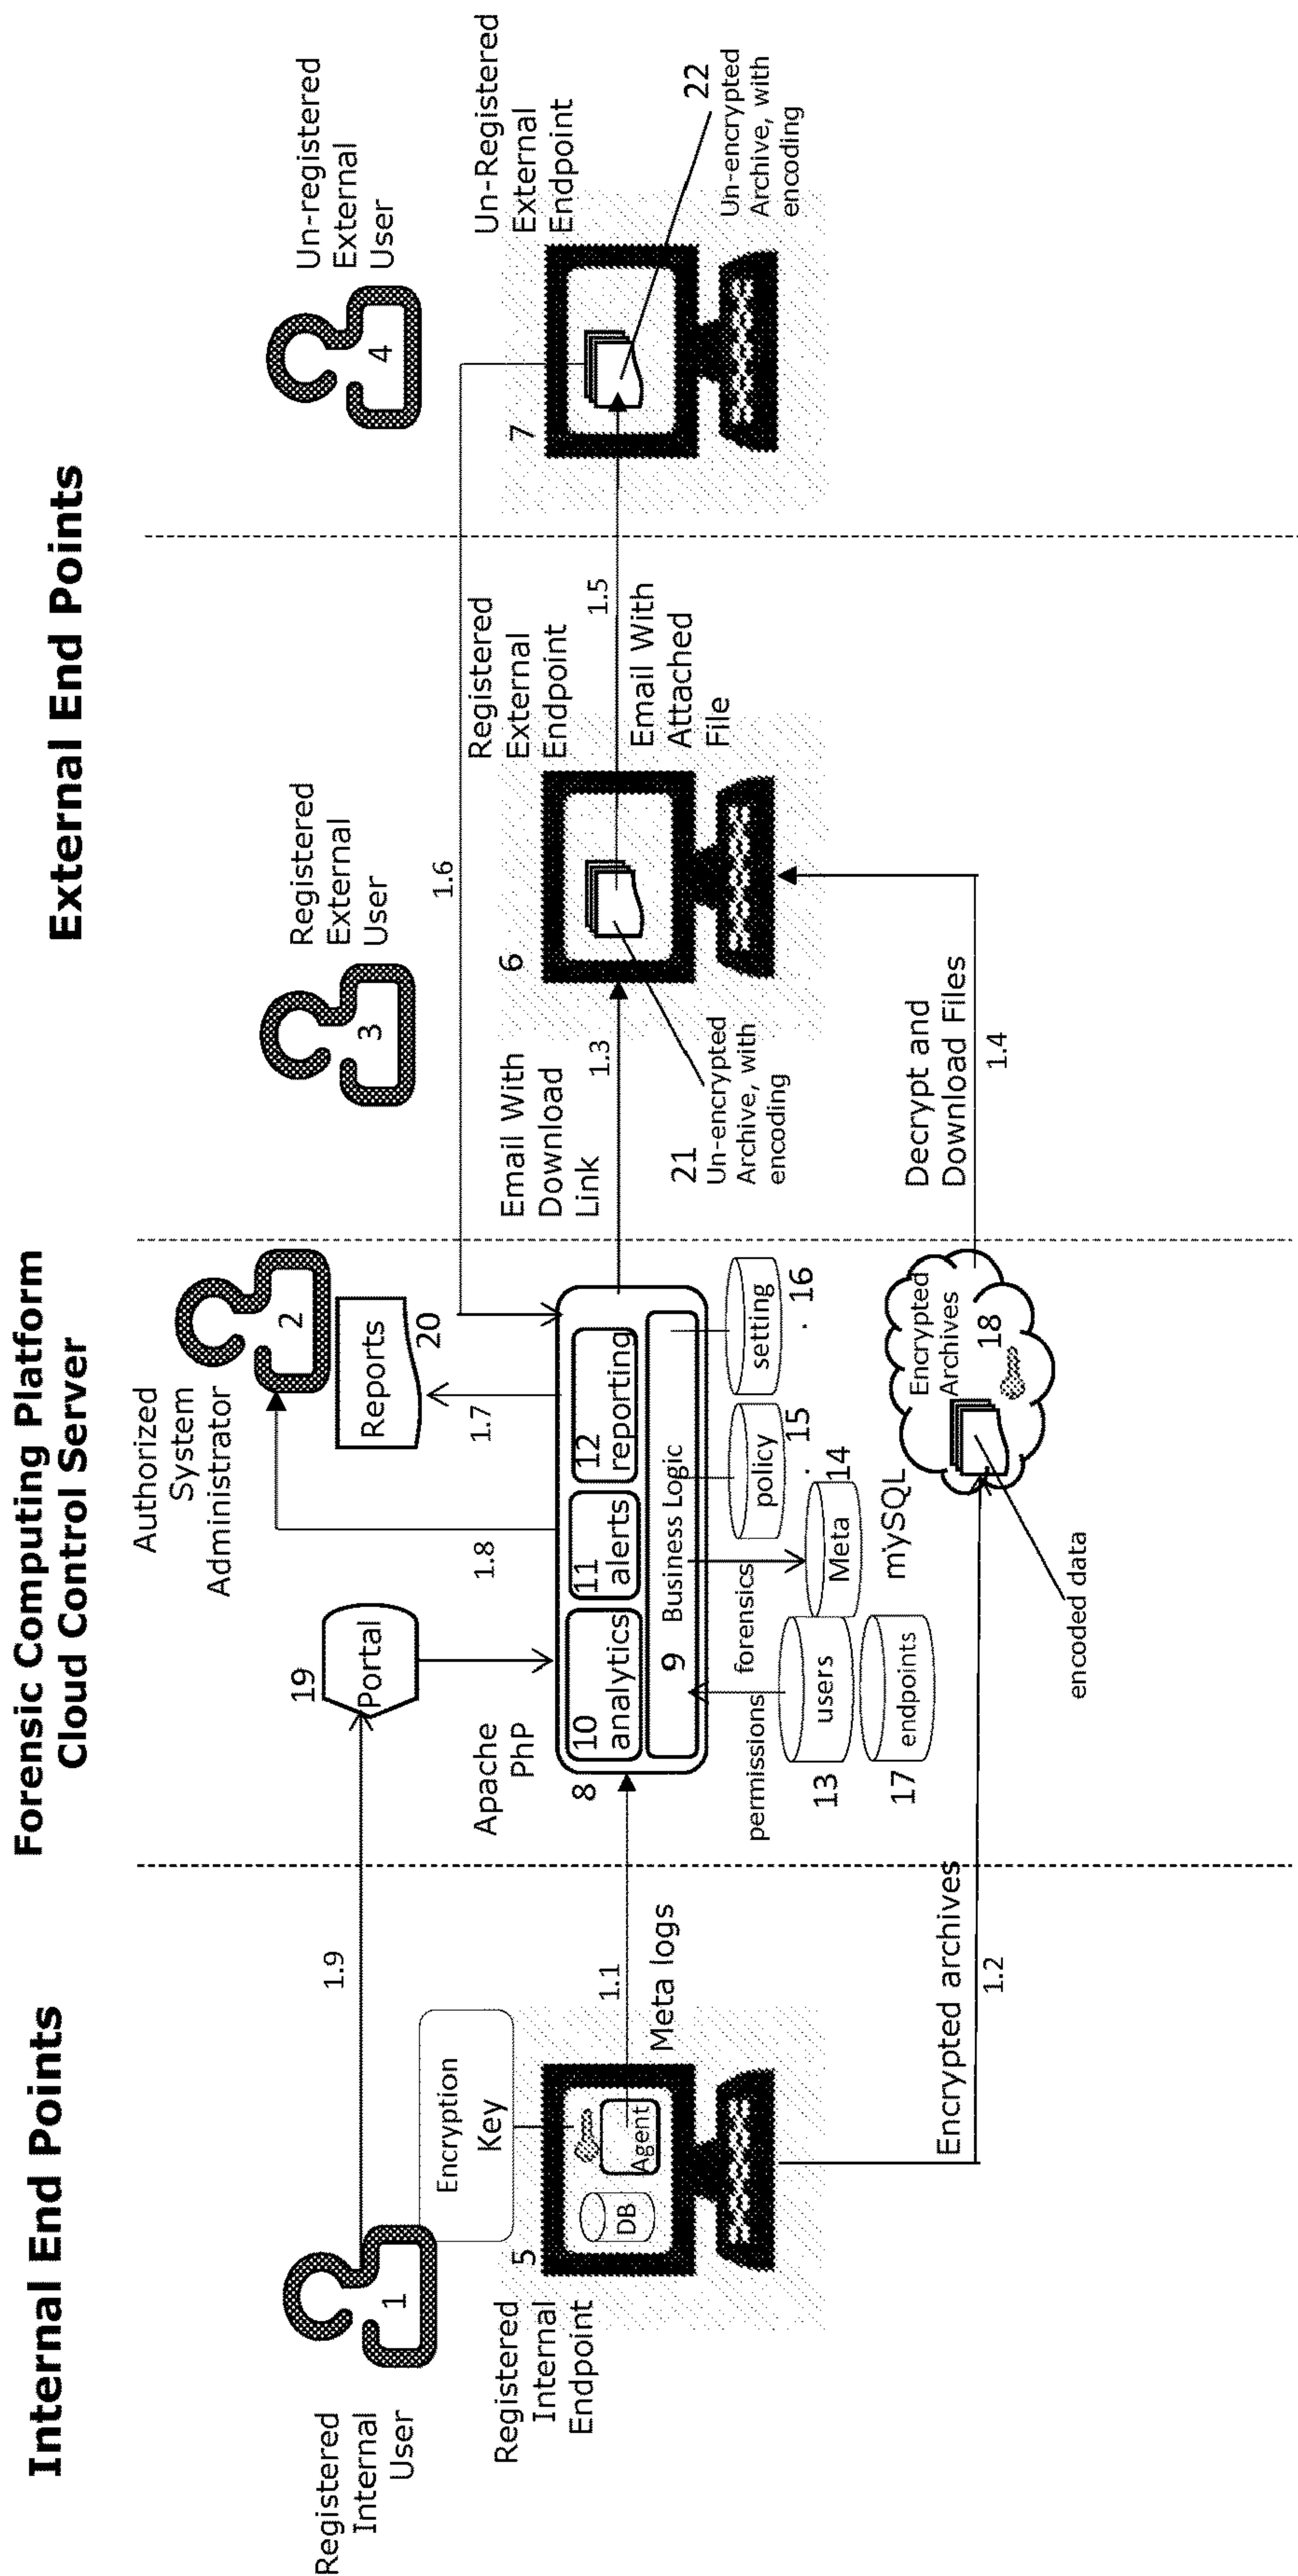 Internal End Points
Forensic Computing Platform
Cloud Control Server
External End Points
Registered
Internal
User
1
1.9
Encryption
Key
Registered
Internal
Endpoint
5
DB
Agent
1.1
Meta logs
Encrypted archives
1.2
Authorized
System
Administrator
2
19
Portal
1.8
1.7
Reports
20
Apache
PhP
8
10
analytics
11
alerts
12
reporting
9
Business Logic
permissions
forensics
13
users
17
endpoints
Meta
14
mySQL
policy
15
setting
16
Encrypted
Archives
18
encoded data
Registered
External
User
3
1.6
Email With
Download
Link
1.3
6
Registered
External
Endpoint
21
Un-encrypted
Archive, with
encoding
Decrypt and
Download Files
1.4
1.5
Email With
Attached
File
Un-registered
External
User
4
Un-Registered
External
Endpoint
7
22
Un-encrypted
Archive, with
encoding